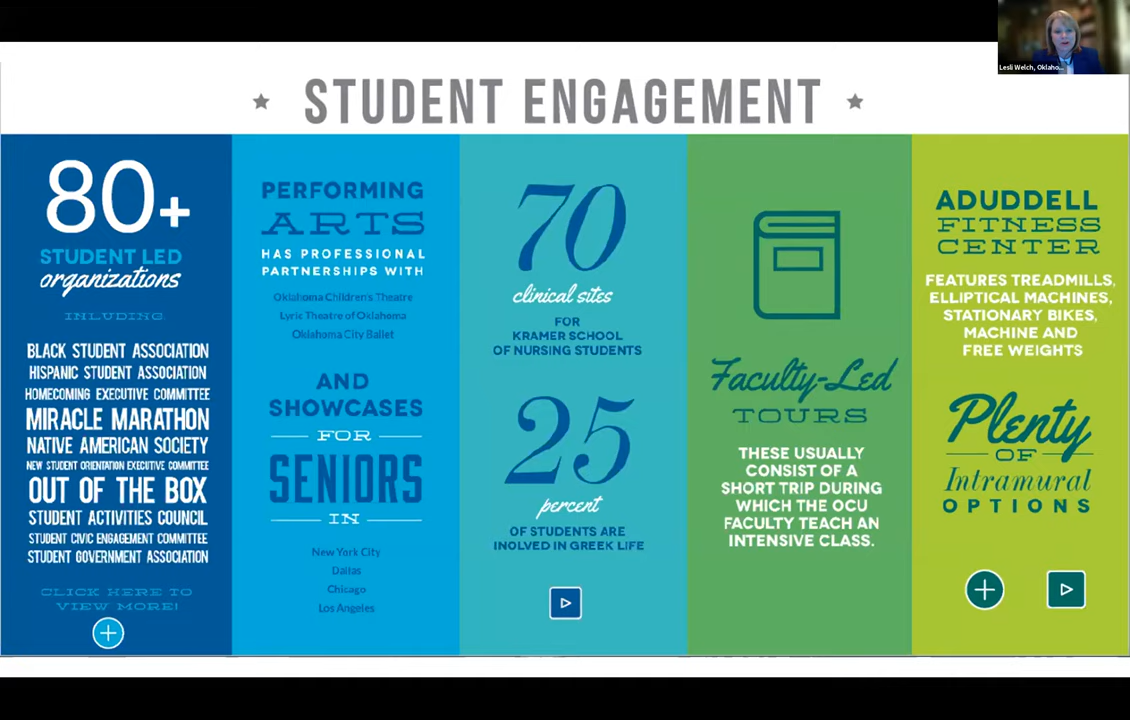 Lesli Welch, Oklaho...
STUDENT ENGAGEMENT
80+
STUDENT LED
organizations
INLUDING
BLACK STUDENT ASSOCIATION
HISPANIC STUDENT ASSOCIATION
HOMECOMING EXECUTIVE COMMITTEE
MIRACLE MARATHON
NATIVE AMERICAN SOCIETY
NEW STUDENT ORIENTATION EXECUTIVE COMMITTEE
OUT OF THE BOX
STUDENT ACTIVITIES COUNCIL
STUDENT CIVIC ENGAGEMENT COMMITTEE
STUDENT GOVERNMENT ASSOCIATION
CLICK HERE TO
VIEW MORE!
PERFORMING
ARTS
HAS PROFESSIONAL
PARTNERSHIPS WITH
Oklahoma Children's Theatre
Lyric Theatre of Oklahoma
Oklahoma City Ballet
AND
SHOWCASES
FOR
SENIORS
IN
New York City
Dallas
Chicago
Los Angeles
70
clinical sites
FOR
KRAMER SCHOOL
OF NURSING STUDENTS
25
percent
OF STUDENTS ARE
INOLVED IN GREEK LIFE
Faculty-Led
TOURS
THESE USUALLY
CONSIST OF A
SHORT TRIP DURING
WHICH THE OCU
FACULTY TEACH AN
INTENSIVE CLASS.
ADUDDELL
FITNESS
CENTER
FEATURES TREADMILLS,
ELLIPTICAL MACHINES,
STATIONARY BIKES,
MACHINE AND
FREE WEIGHTS
Plenty
OF
Intramural
OPTIONS